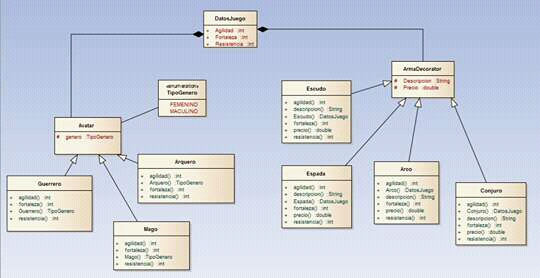 DatosJuego
+ Agilidad :int
+ Fortaleza :int
+ Resistencia :int
«enumeration»
TipoGenero
FEMENINO
MACULINO
ArmaDecorator
# Descripcion :String
# Precio :double
Avatar
# genero :TipoGenero
Escudo
+ agilidad() :int
+ descripcion() :String
+ Escudo() :DatosJuego
+ fortaleza() :int
+ precio() :double
+ resistencia() :int
Arquero
+ agilidad() :int
+ Arquero() :TipoGenero
+ fortaleza() :int
+ resistencia() :int
Guerrero
+ agilidad() :int
+ fortaleza() :int
+ Guerrero() :TipoGenero
+ resistencia() :int
Mago
+ agilidad() :int
+ fortaleza() :int
+ Mago() :TipoGenero
+ resistencia() :int
Espada
+ agilidad() :int
+ descripcion() :String
+ Espada() :DatosJuego
+ fortaleza() :int
+ precio() :double
+ resistencia() :int
Arco
+ agilidad() :int
+ Arco() :DatosJuego
+ descripcion() :String
+ fortaleza() :int
+ precio() :double
+ resistencia() :int
Conjuro
+ agilidad() :int
+ Conjuro() :DatosJuego
+ descripcion() :String
+ fortaleza() :int
+ precio() :double
+ resistencia() :int